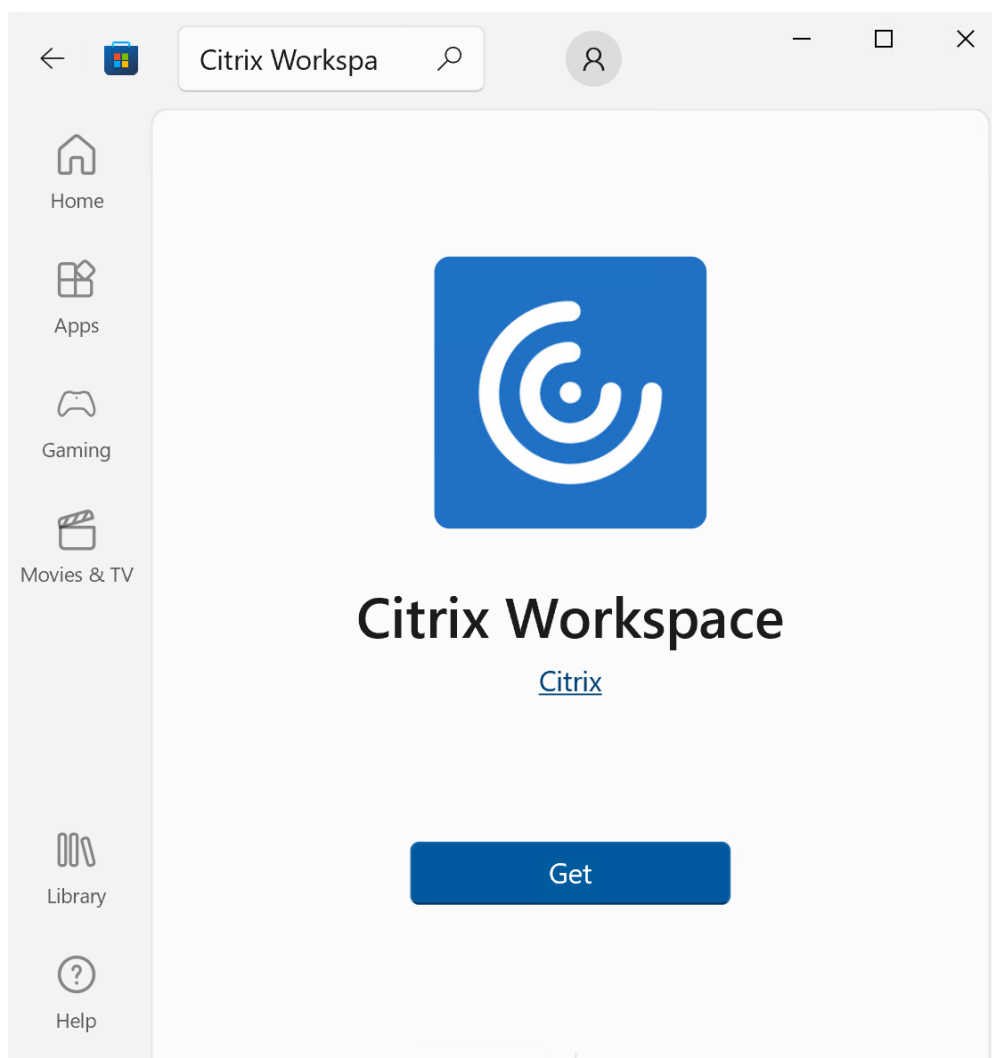 Citrix Workspa
Home
Apps
Gaming
Movies & TV
Citrix Workspace
Citrix
Get
Library
Help